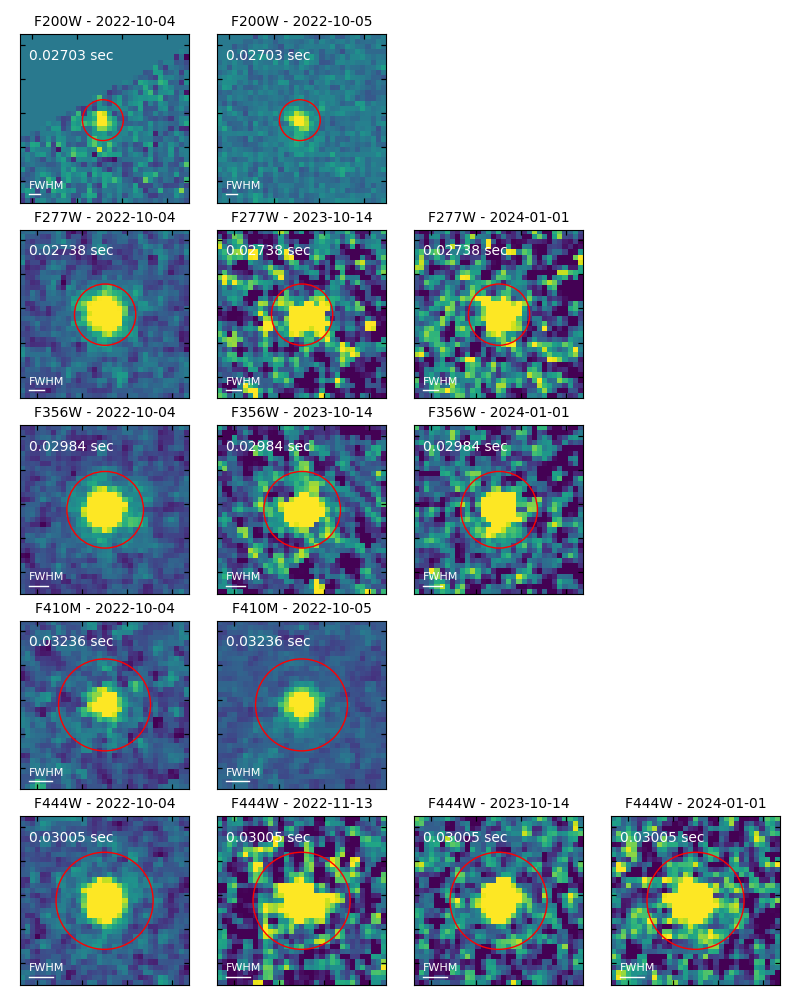 F200W - 2022-10-04
F200W - 2022-10-05
0.02703 sec
0.02703 sec
FWHM
FWHM
F277W - 2022-10-04
F277W - 2023-10-14
F277W - 2024-01-01
0.02738 sec
0.02738 sec
0.02738 sec
FWHM
FWHM
FWHM
F356W - 2022-10-04
F356W - 2023-10-14
F356W - 2024-01-01
0.02984 sec
0.02984 sec
0.02984 sec
FWHM
FWHM
FWHM
F410M - 2022-10-04
F410M - 2022-10-05
0.03236 sec
0.03236 sec
FWHM
FWHM
F444W - 2022-10-04
F444W - 2022-11-13
F444W - 2023-10-14
F444W - 2024-01-01
0.03005 sec
0.03005 sec
0.03005 sec
0.03005 sec
FWHM
FWHM
FWHM
FWHM